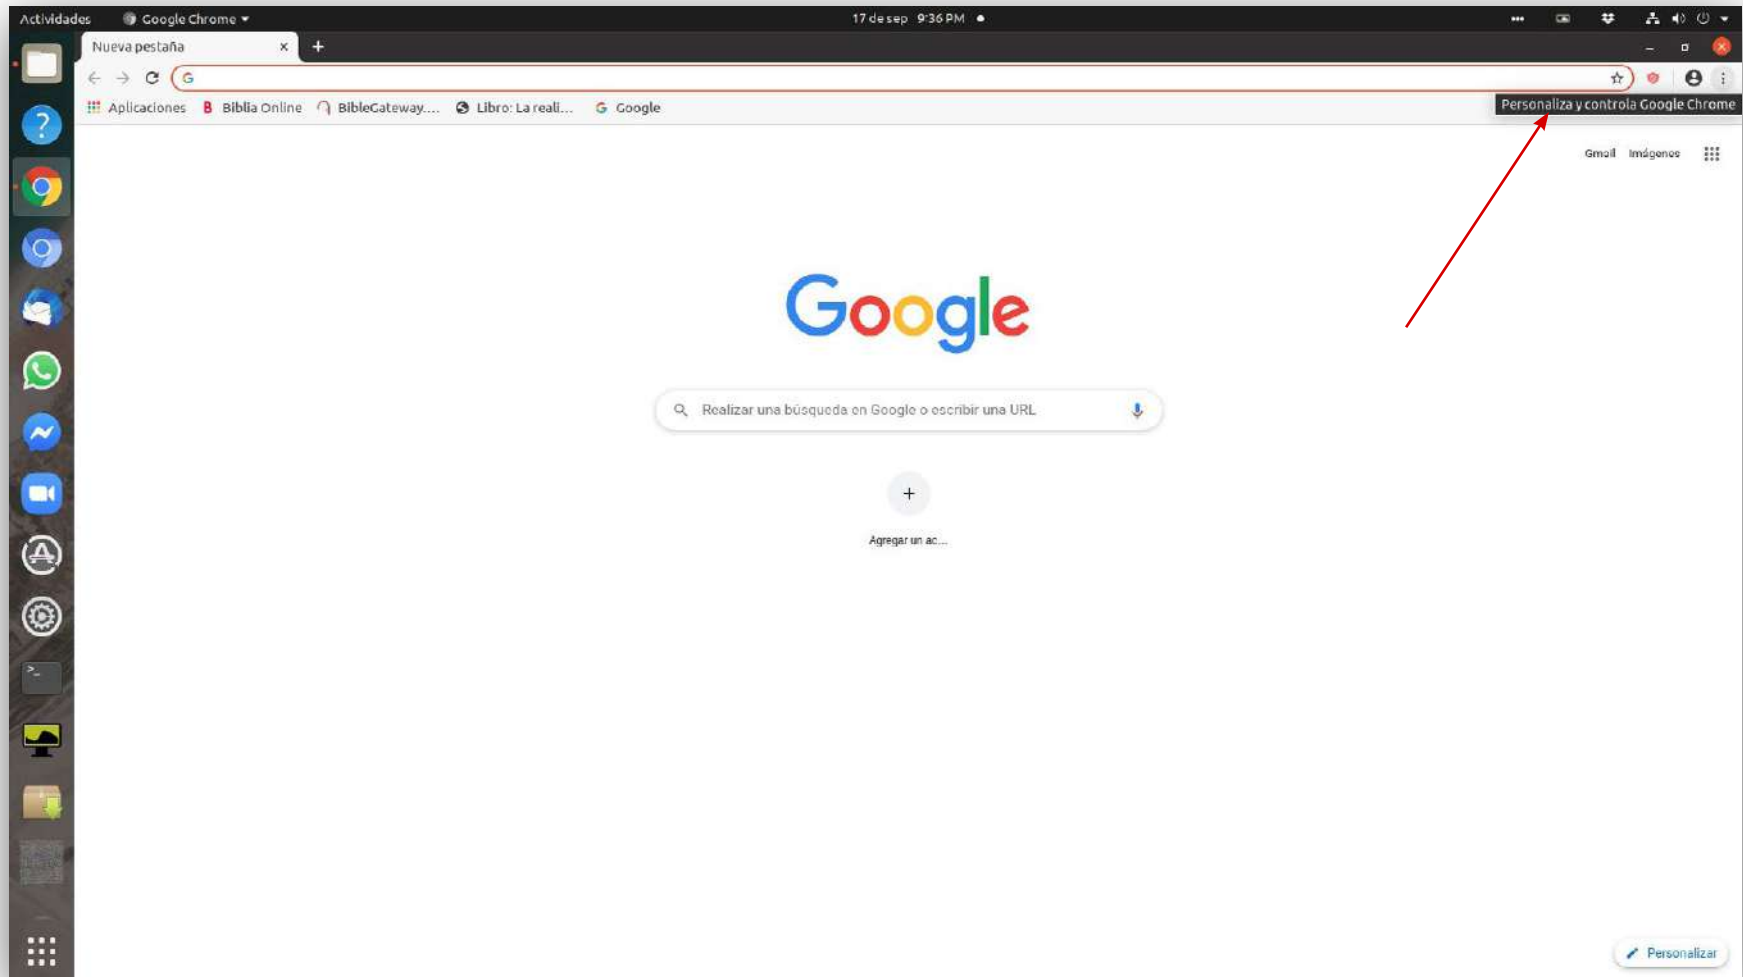 Actividades Google Chrome 17 de sep 9:36 PM
Nueva pestaña
Aplicaciones Biblia Online BibleGateway.... Libro: La reali... Google
Personaliza y controla Google Chrome
Gmail Imágenes
Google
Realizar una búsqueda en Google o escribir una URL
Agregar un ac...
Personalizar